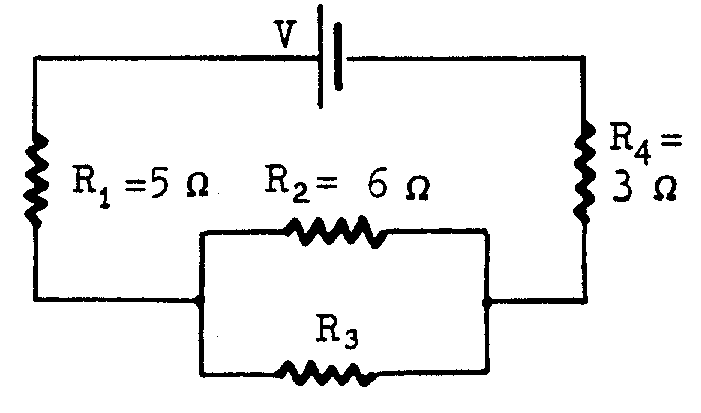 V
R₁ =5 Ω
R₂= 6 Ω
R₄=
3 Ω
R₃